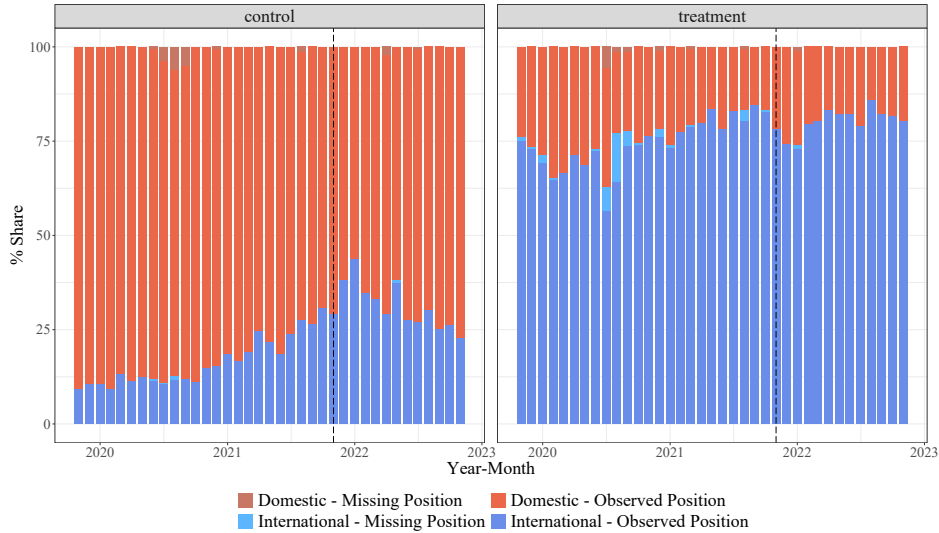 control treatment
100
75
50
25
0
% Share
2020 2021 2022 2023 2020 2021 2022 2023
Year-Month
Domestic - Missing Position Domestic - Observed Position
International - Missing Position International - Observed Position